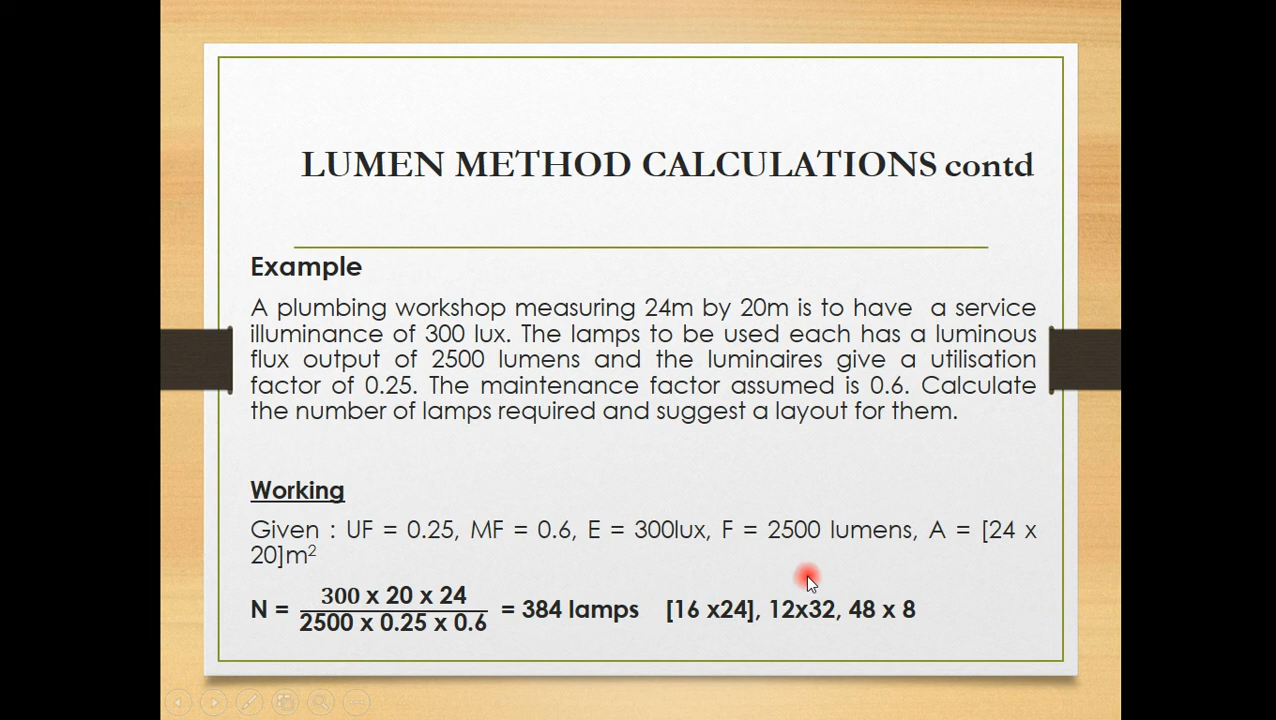 LUMEN METHOD CALCULATIONS contd
Example
A plumbing workshop measuring 24m by 20m is to have a service
illuminance of 300 lux. The lamps to be used each has a luminous
flux output of 2500 lumens and the luminaires give a utilisation
factor of 0.25. The maintenance factor assumed is 0.6. Calculate
the number of lamps required and suggest a layout for them.
Working
Given : UF = 0.25, MF = 0.6, E = 300lux, F = 2500 lumens, A = [24 x
20]m²
300 x 20 x 24
N = = 384 lamps [16 x24], 12x32, 48 x 8
2500 x 0.25 x 0.6